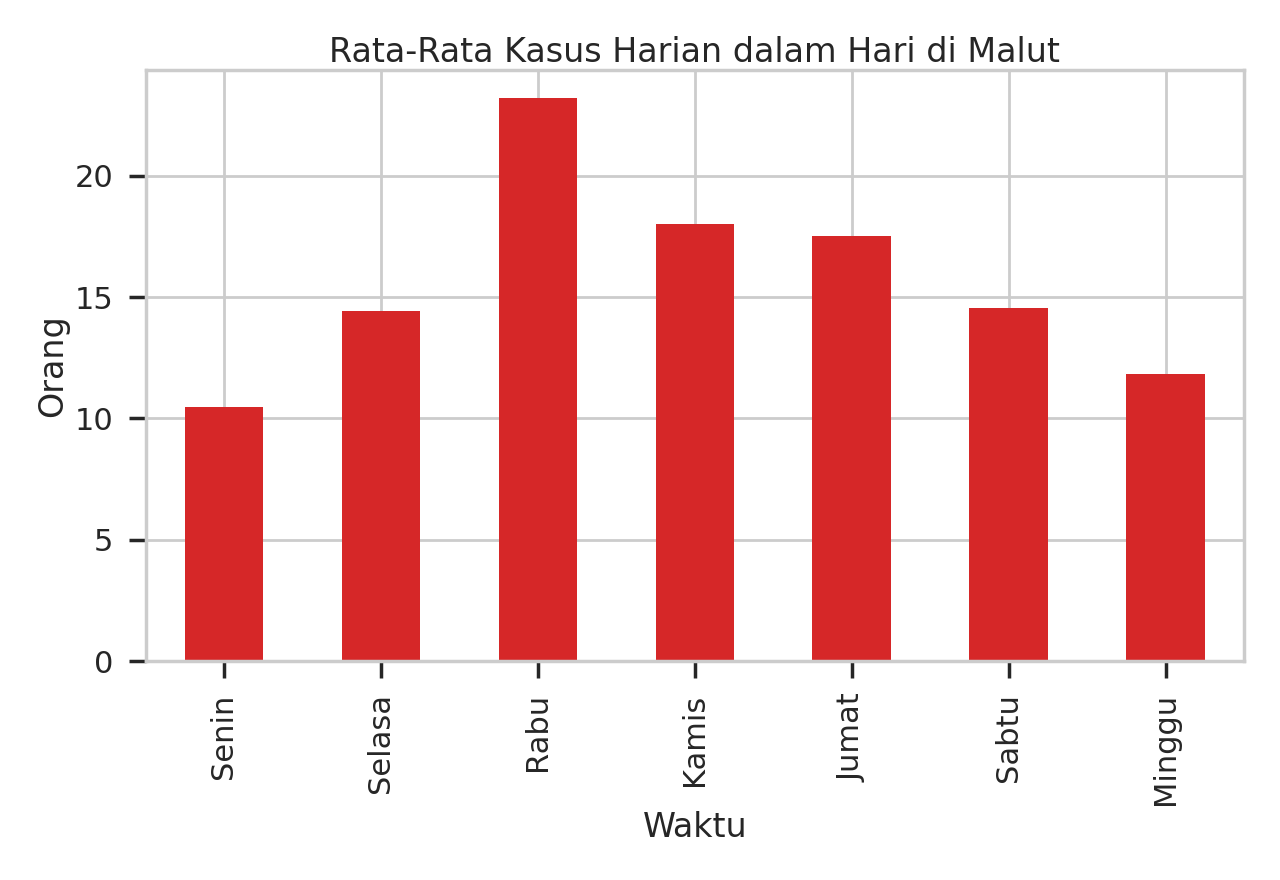 Rata-Rata Kasus Harian dalam Hari di Malut
20
15
10
5
0
Orang
Senin
Selasa
Rabu
Kamis
Jumat
Sabtu
Minggu
Waktu